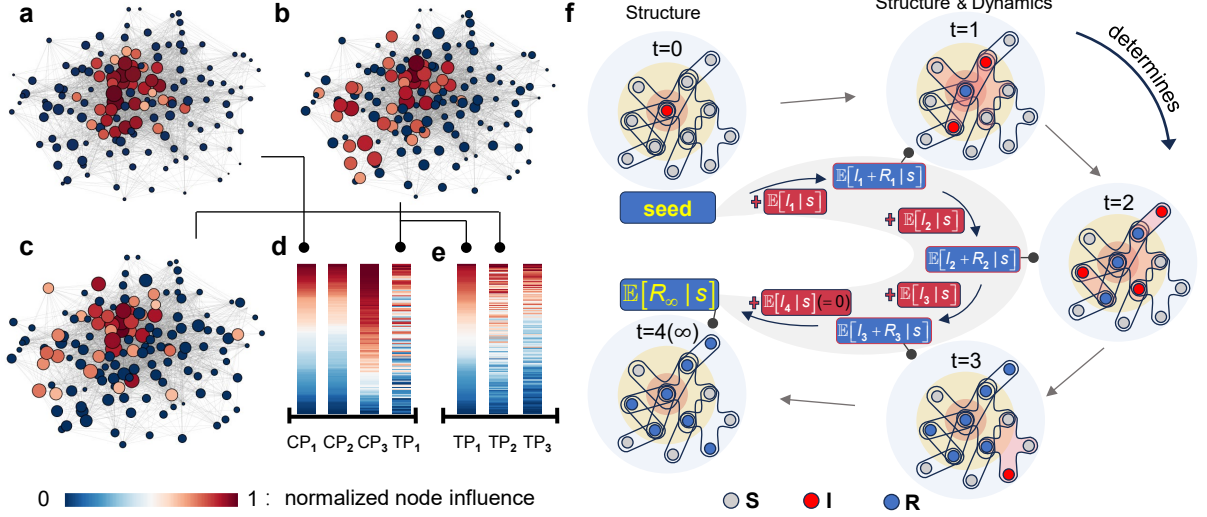 a
b
f
Structure
Structure & Dynamics
determines
t=0
t=1
𝔼[I₁ + R₁ | s]
+ 𝔼[I₁ | s]
seed
+ 𝔼[I₂ | s]
t=2
c
d
e
𝔼[I₂ + R₂ | s]
𝔼[R∞ | s]
+ 𝔼[I₄ | s] (= 0)
+ 𝔼[I₃ | s]
𝔼[I₃ + R₃ | s]
t=4(∞)
t=3
CP₁ CP₂ CP₃ TP₁
TP₁ TP₂ TP₃
0 1 : normalized node influence
S I R